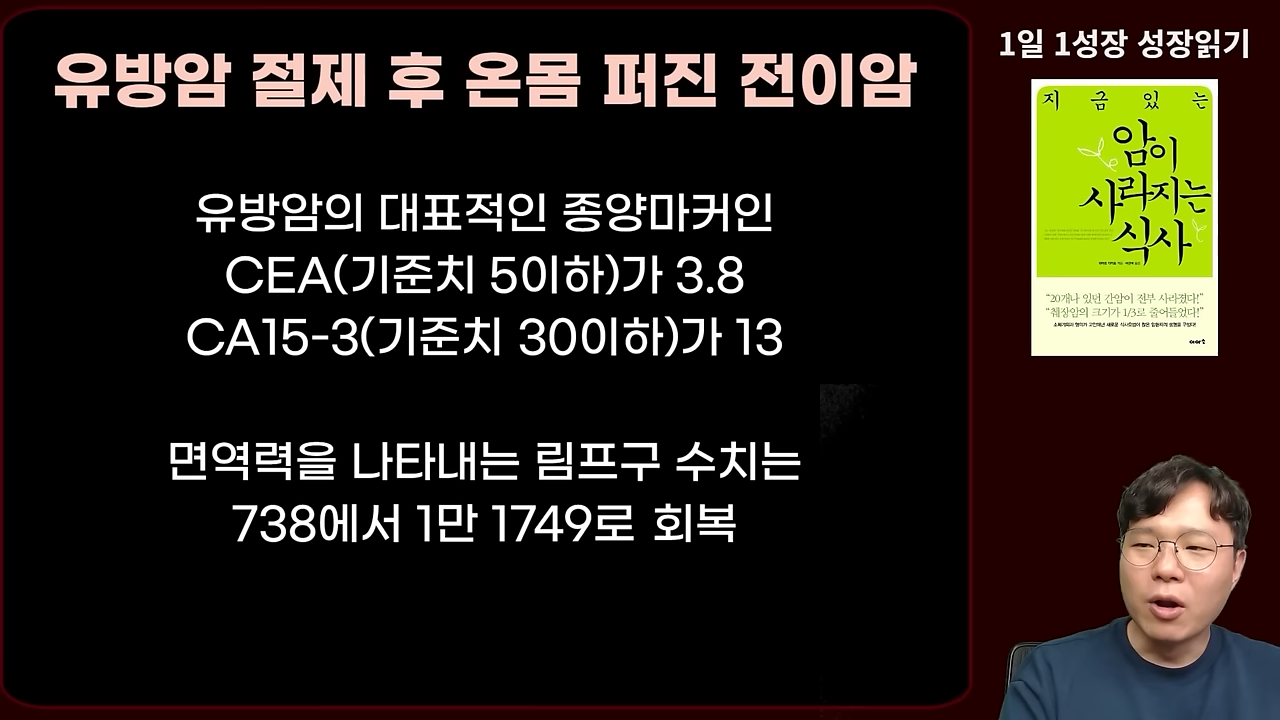 유방암 절제 후 온몸 퍼진 전이암
유방암의 대표적인 종양마커인
CEA(기준치 5이하)가 3.8
CA15-3(기준치 30이하)가 13
면역력을 나타내는 림프구 수치는
738에서 1만 1749로 회복
1일 1성장 성장읽기
지금있는
암이
사라지는
식사
“20개나 있던 간암이 전부 사라졌다!”
“췌장암의 크기가 1/3로 줄어들었다!”